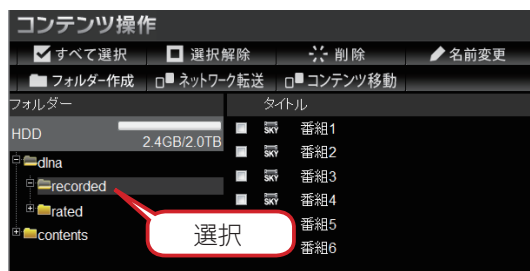 コンテンツ操作
すべて選択 選択解除 削除 名前変更
フォルダー作成 ネットワーク転送 コンテンツ移動
フォルダー タイトル
HDD 2.4GB/2.0TB
dlna
recorded
rated
contents
選択
SKY 番組1
SKY 番組2
SKY 番組3
SKY 番組4
番組5
番組6